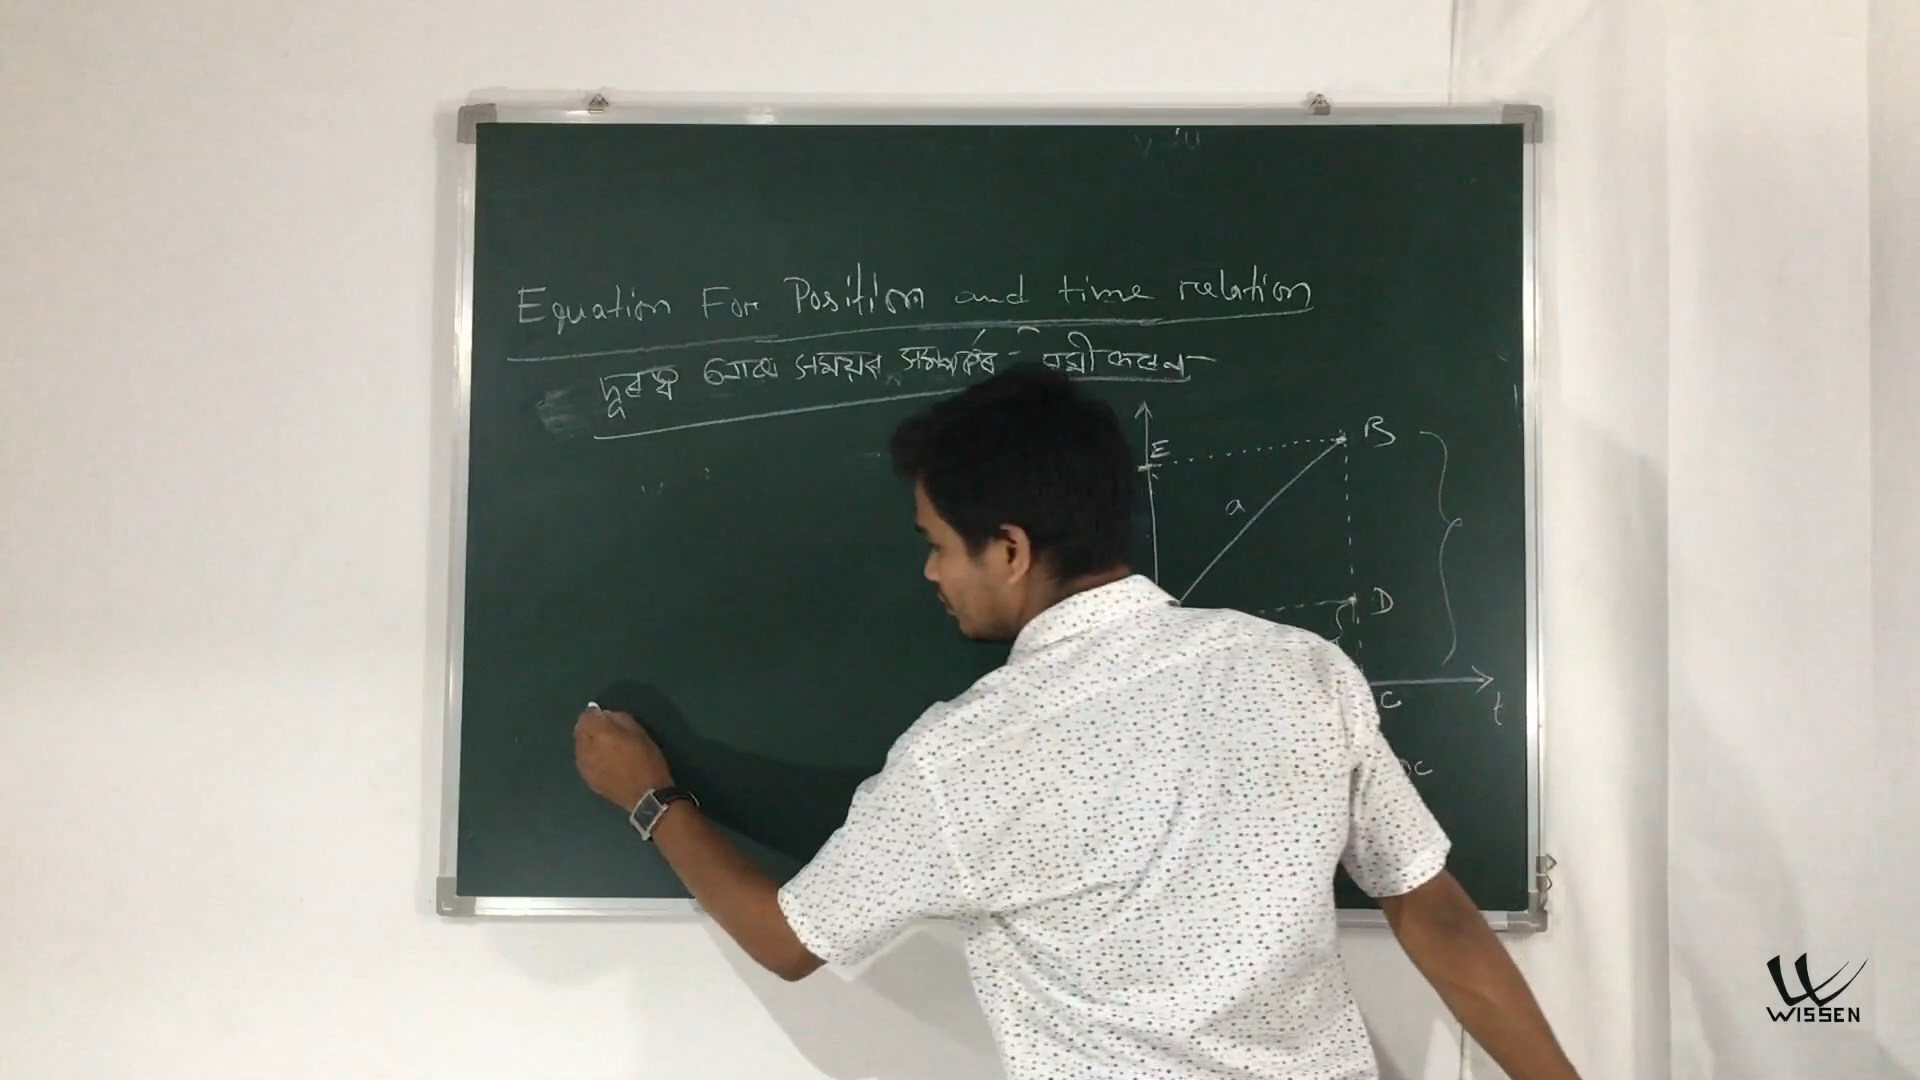 Equation For Position and time relation
দূৰত্ব আৰু সময়ৰ সম্পৰ্কৰ সমীকৰণ
E
B
a
D
C
t
WISSEN